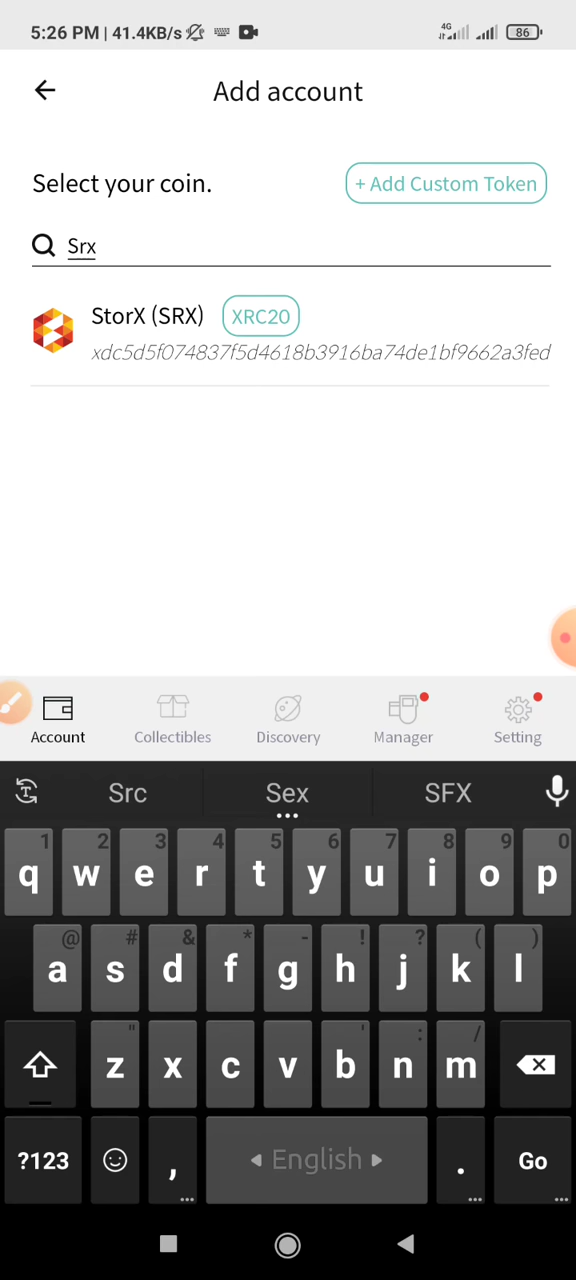 5:26 PM | 41.4KB/s 4G 86
Add account
Select your coin.
+ Add Custom Token
Srx
StorX (SRX) XRC20
xdc5d5f074837f5d4618b3916ba74de1bf9662a3fed
Account Collectibles Discovery Manager Setting
Src Sex SFX
1 2 3 4 5 6 7 8 9 0
q w e r t y u i o p
@ # & * - ! ? ( )
a s d f g h j k l
" ' : /
z x c v b n m
?123 , English . Go